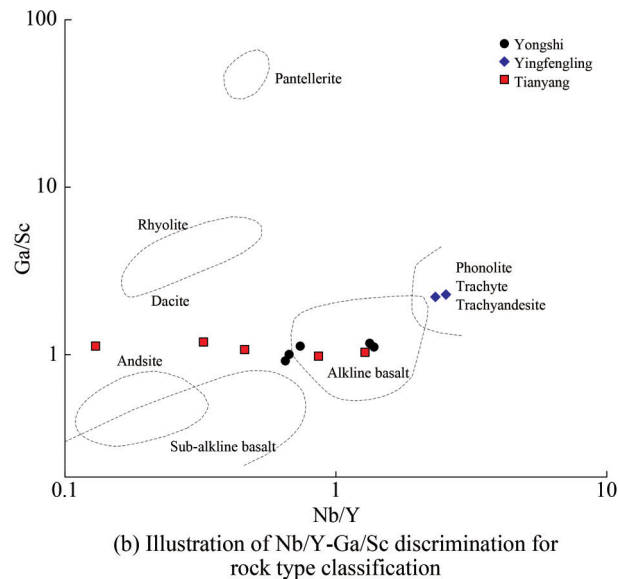 100
Yongshi
Yingfengling
Tianyang
Pantellerite
10
Ga/Sc
Rhyolite
Phonolite
Trachyte
Dacite
Trachyandesite
1
Andsite
Alkline basalt
Sub-alkline basalt
0.1
1
10
Nb/Y
(b) Illustration of Nb/Y-Ga/Sc discrimination for
rock type classification